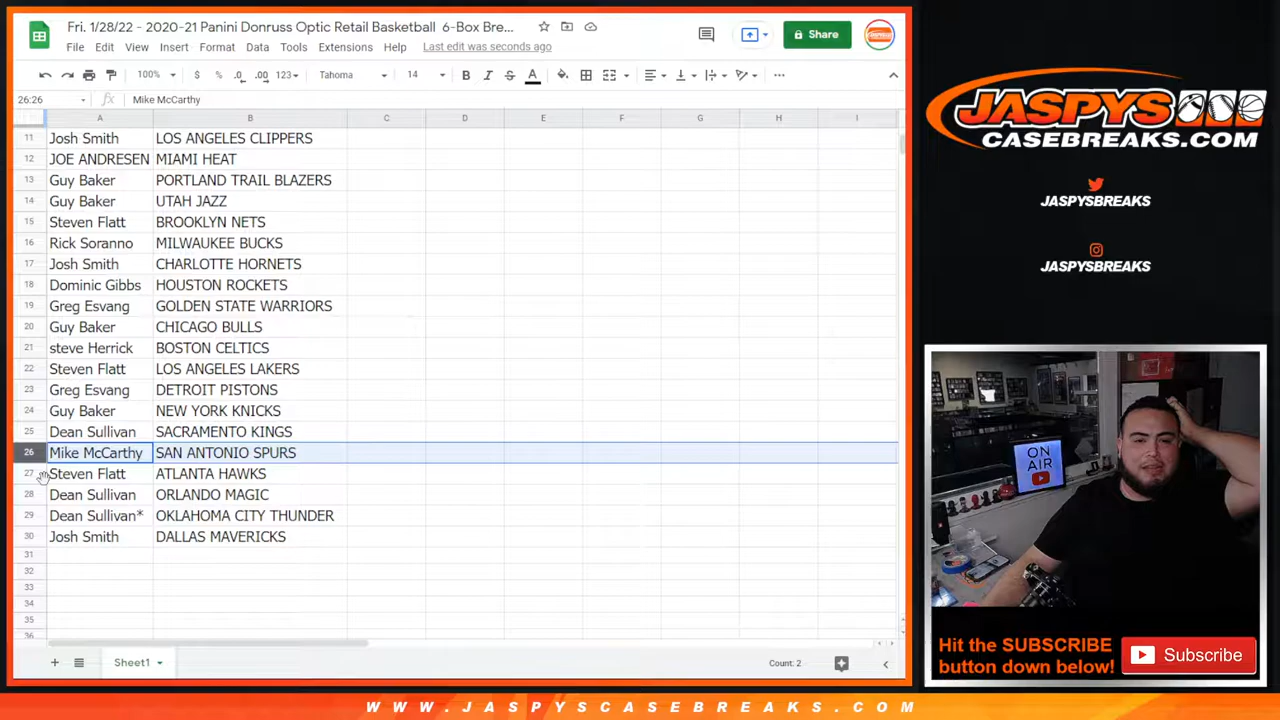 Fri. 1/28/22 - 2020-21 Panini Donruss Optic Retail Basketball 6-Box Bre...
File Edit View Insert Format Data Tools Extensions Help Last edit was seconds ago
Share
100% $ % .0 .00 123 Tahoma 14 B I S A
26:26 fx Mike McCarthy
A B C D E F G H I
11 Josh Smith LOS ANGELES CLIPPERS
12 JOE ANDRESEN MIAMI HEAT
13 Guy Baker PORTLAND TRAIL BLAZERS
14 Guy Baker UTAH JAZZ
15 Steven Flatt BROOKLYN NETS
16 Rick Soranno MILWAUKEE BUCKS
17 Josh Smith CHARLOTTE HORNETS
18 Dominic Gibbs HOUSTON ROCKETS
19 Greg Esvang GOLDEN STATE WARRIORS
20 Guy Baker CHICAGO BULLS
21 steve Herrick BOSTON CELTICS
22 Steven Flatt LOS ANGELES LAKERS
23 Greg Esvang DETROIT PISTONS
24 Guy Baker NEW YORK KNICKS
25 Dean Sullivan SACRAMENTO KINGS
26 Mike McCarthy SAN ANTONIO SPURS
27 Steven Flatt ATLANTA HAWKS
28 Dean Sullivan ORLANDO MAGIC
29 Dean Sullivan* OKLAHOMA CITY THUNDER
30 Josh Smith DALLAS MAVERICKS
31
32
33
34
35
36
Sheet1
Count: 2
JASPYS
CASEBREAKS.COM
JASPYSBREAKS
JASPYSBREAKS
ON
AIR
Hit the SUBSCRIBE
button down below!
Subscribe
WWW.JASPYSCASEBREAKS.COM